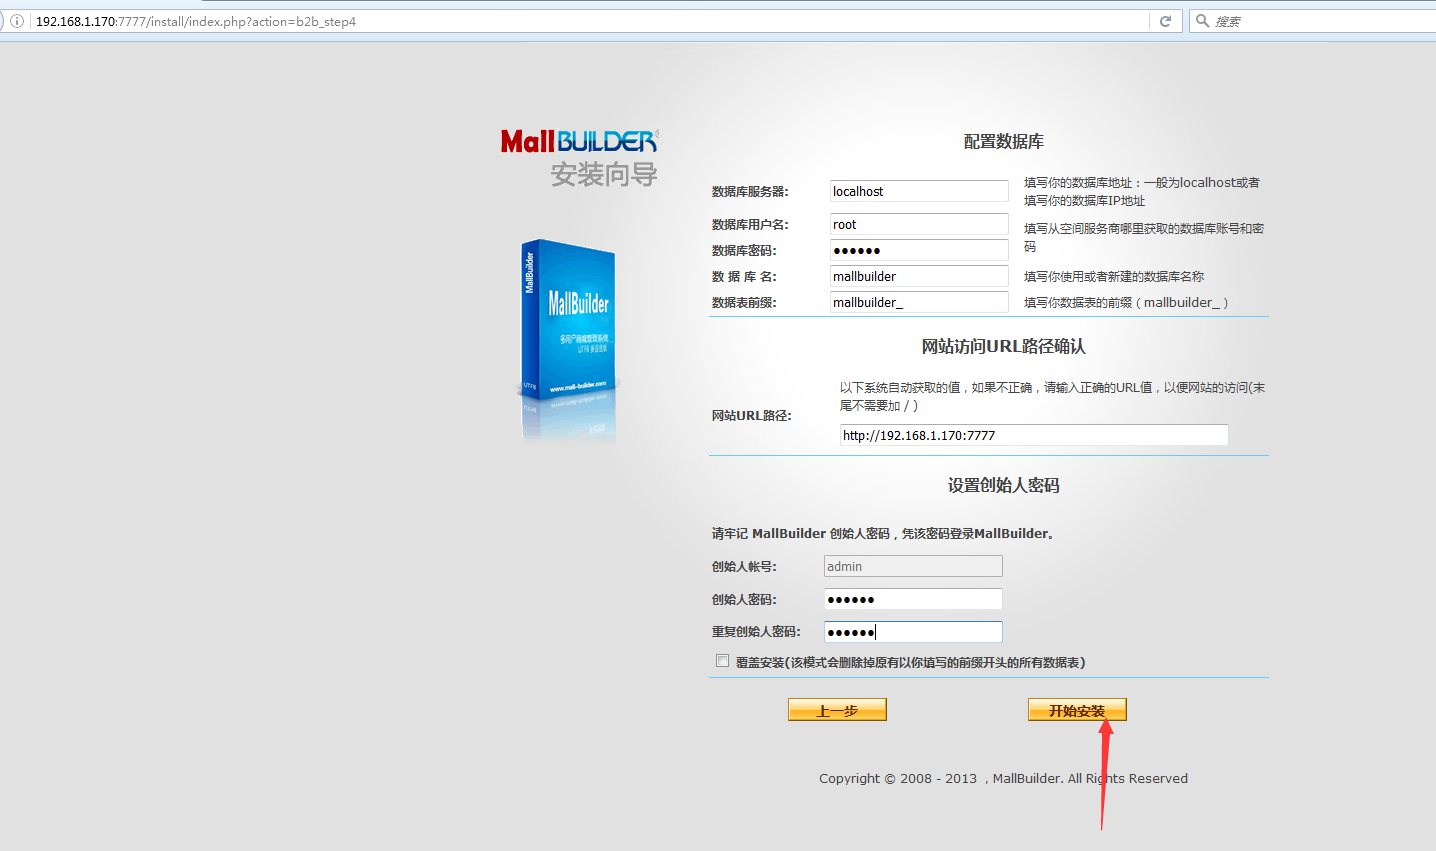 192.168.1.170:7777/install/index.php?action=b2b_step4
搜索
MallBUILDER
安装向导
MallBuilder
MallBuilder
多用户商城管理系统
UTF8 多语言版
UTF8
www.mall-builder.com
配置数据库
数据库服务器:
localhost
填写你的数据库地址：一般为localhost或者
填写你的数据库IP地址
数据库用户名:
root
填写从空间服务商哪里获取的数据库账号和密
码
数据库密码:
●●●●●●
数 据 库 名:
mallbuilder
填写你使用或者新建的数据库名称
数据表前缀:
mallbuilder_
填写你数据表的前缀（mallbuilder_）
网站访问URL路径确认
以下系统自动获取的值，如果不正确，请输入正确的URL值，以便网站的访问(末
尾不需要加 / )
网站URL路径:
http://192.168.1.170:7777
设置创始人密码
请牢记 MallBuilder 创始人密码，凭该密码登录MallBuilder。
创始人帐号:
admin
创始人密码:
●●●●●●
重复创始人密码:
●●●●●●
覆盖安装(该模式会删除掉原有以你填写的前缀开头的所有数据表)
上一步
开始安装
Copyright © 2008 - 2013 ，MallBuilder. All Rights Reserved